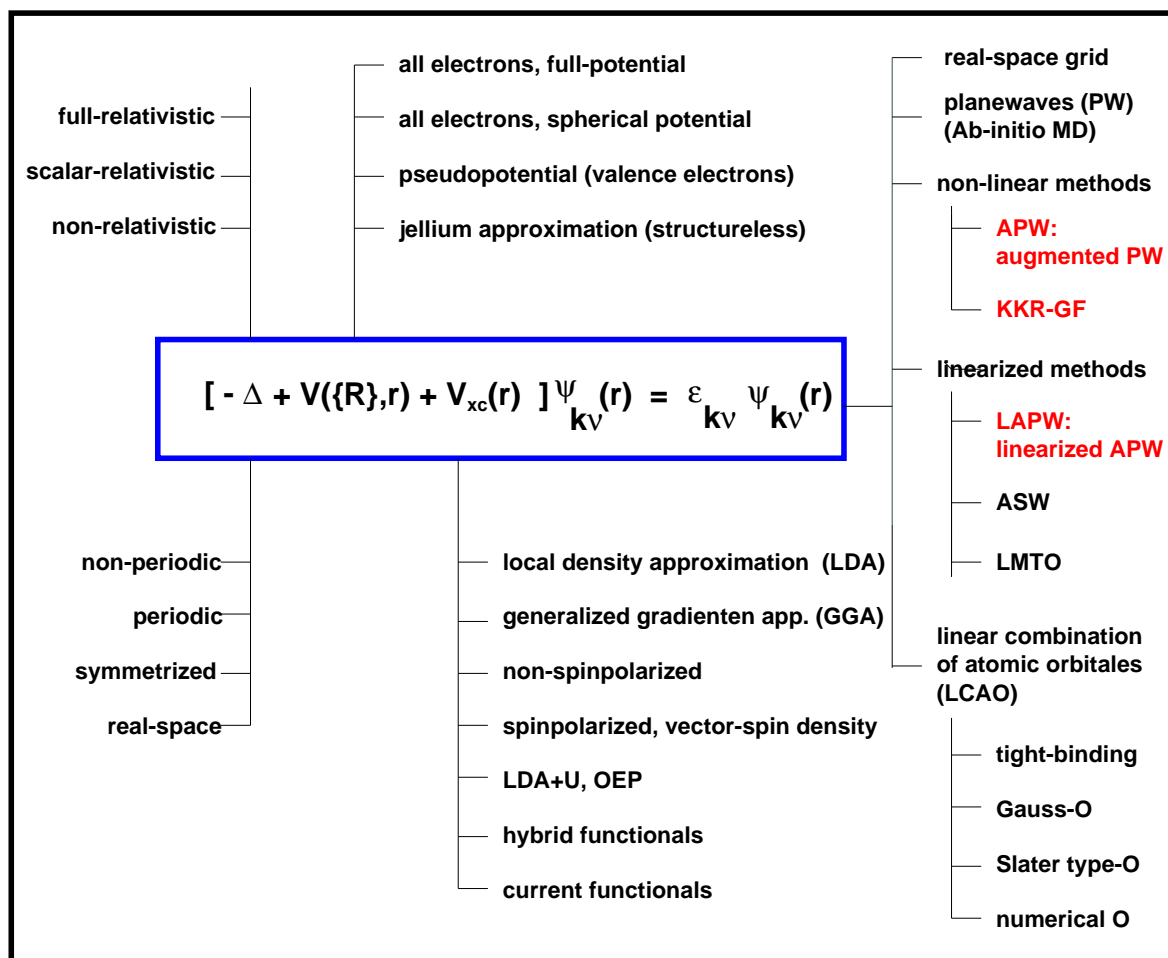 all electrons, full-potential
all electrons, spherical potential
pseudopotential (valence electrons)
jellium approximation (structureless)
full-relativistic
scalar-relativistic
non-relativistic
real-space grid
planewaves (PW)
(Ab-initio MD)
non-linear methods
APW:
augmented PW
KKR-GF
[ - Δ + V({R},r) + Vxc(r) ] ψkν(r) = εkν ψkν(r)
linearized methods
LAPW:
linearized APW
ASW
LMTO
linear combination
of atomic orbitales
(LCAO)
tight-binding
Gauss-O
Slater type-O
numerical O
non-periodic
periodic
symmetrized
real-space
local density approximation (LDA)
generalized gradienten app. (GGA)
non-spinpolarized
spinpolarized, vector-spin density
LDA+U, OEP
hybrid functionals
current functionals